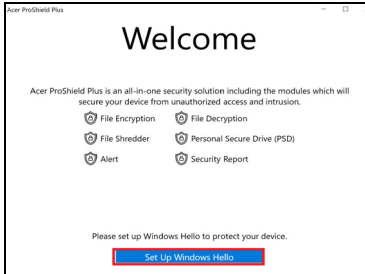 Acer ProShield Plus
Welcome
Acer ProShield Plus is an all-in-one security solution including the modules which will
secure your device from unauthorized access and intrusion.
File Encryption File Decryption
File Shredder Personal Secure Drive (PSD)
Alert Security Report
Please set up Windows Hello to protect your device.
Set Up Windows Hello